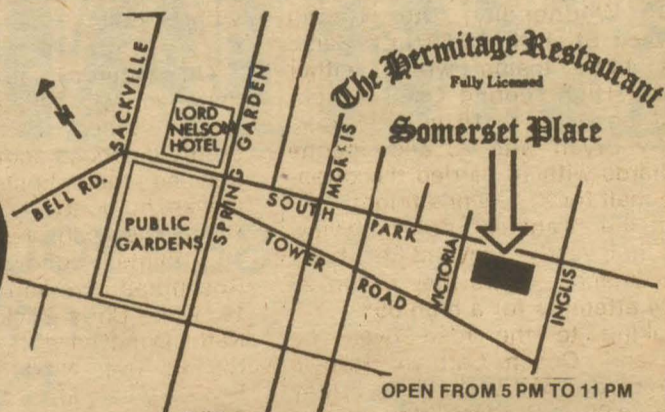 The Hermitage Restaurant
Fully Licensed
Somerset Place
N
SACKVILLE
LORD
NELSON
HOTEL
SPRING GARDEN
BELL RD.
PUBLIC
GARDENS
MORRIS
SOUTH PARK
TOWER ROAD
VICTORIA
INGLIS
OPEN FROM 5 PM TO 11 PM